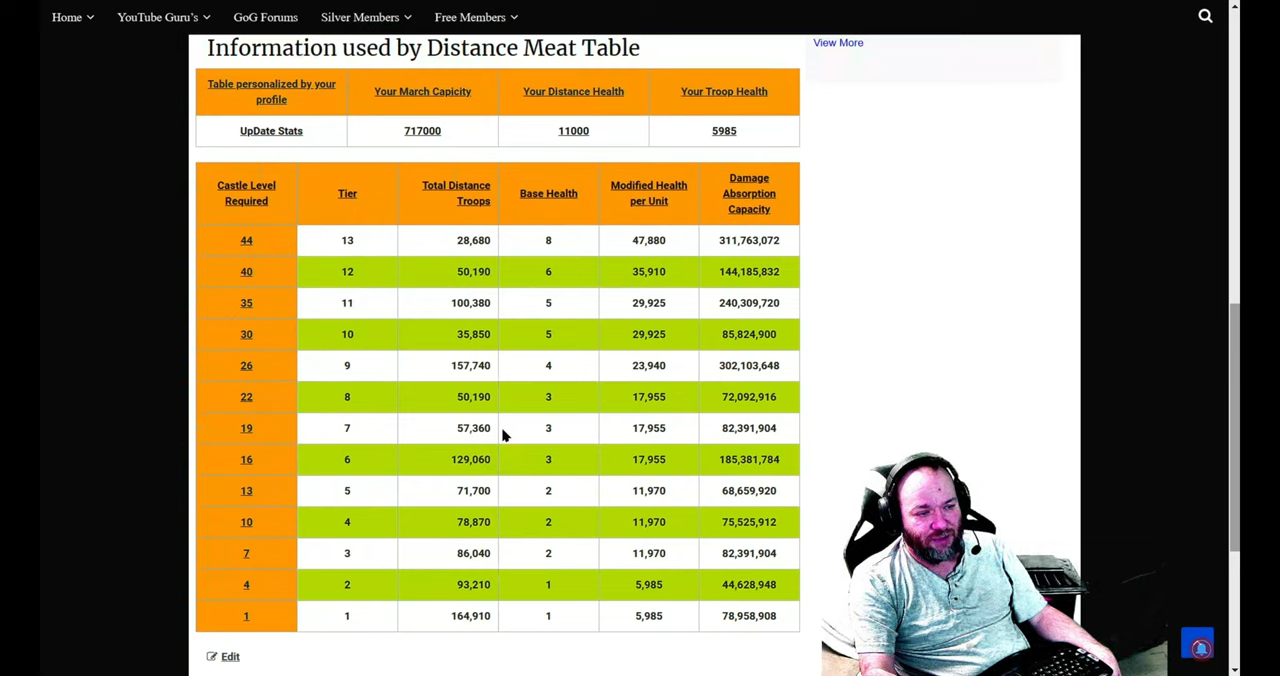 Home YouTube Guru's GoG Forums Silver Members Free Members
Information used by Distance Meat Table
View More
Table personalized by your profile Your March Capicity Your Distance Health Your Troop Health
UpDate Stats 717000 11000 5985
Castle Level Required Tier Total Distance Troops Base Health Modified Health per Unit Damage Absorption Capacity
44 13 28,680 8 47,880 311,763,072
40 12 50,190 6 35,910 144,185,832
35 11 100,380 5 29,925 240,309,720
30 10 35,850 5 29,925 85,824,900
26 9 157,740 4 23,940 302,103,648
22 8 50,190 3 17,955 72,092,916
19 7 57,360 3 17,955 82,391,904
16 6 129,060 3 17,955 185,381,784
13 5 71,700 2 11,970 68,659,920
10 4 78,870 2 11,970 75,525,912
7 3 86,040 2 11,970 82,391,904
4 2 93,210 1 5,985 44,628,948
1 1 164,910 1 5,985 78,958,908
Edit